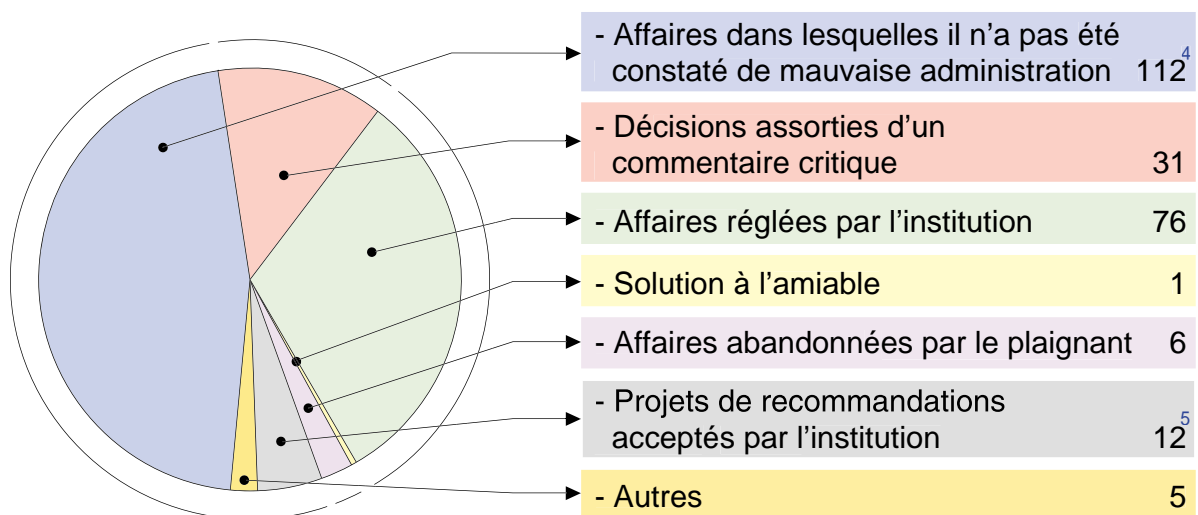 - Affaires dans lesquelles il n'a pas été
constaté de mauvaise administration 112⁴
- Décisions assorties d’un
commentaire critique 31
- Affaires réglées par l’institution 76
- Solution à l’amiable 1
- Affaires abandonnées par le plaignant 6
- Projets de recommandations
acceptés par l’institution 12⁵
- Autres 5